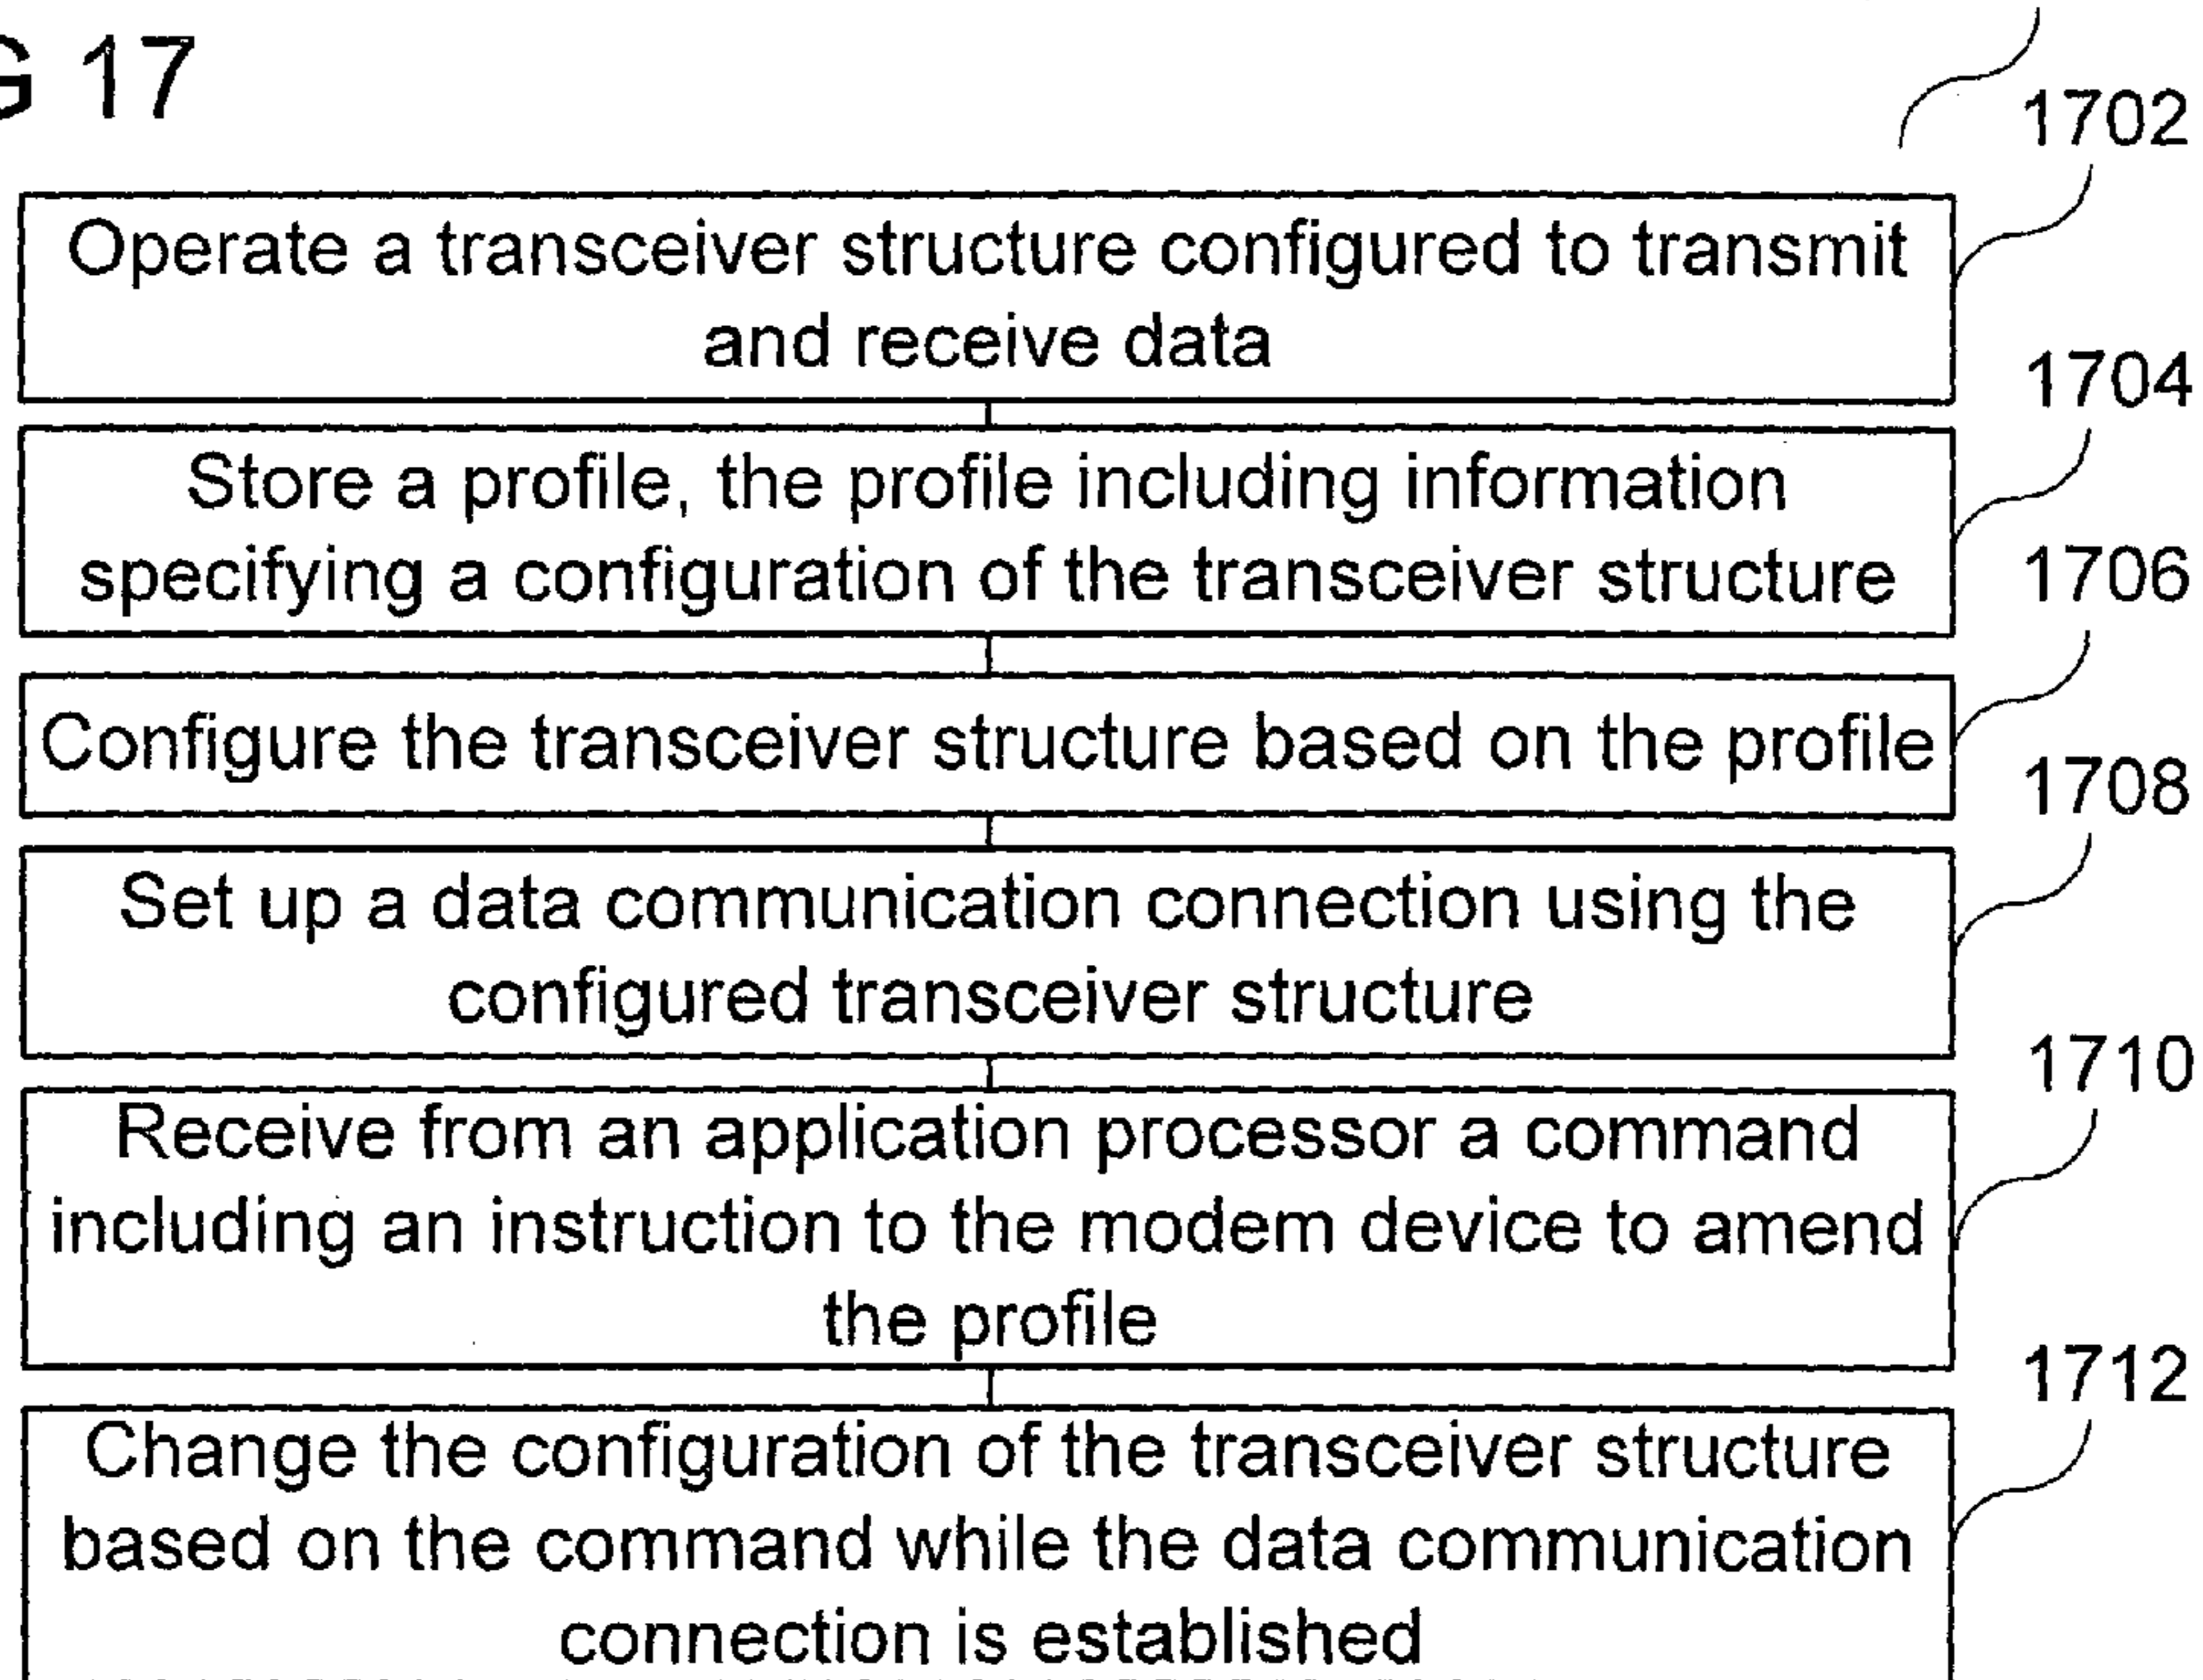 G 17
1702
Operate a transceiver structure configured to transmit
and receive data
1704
Store a profile, the profile including information
specifying a configuration of the transceiver structure
1706
Configure the transceiver structure based on the profile
1708
Set up a data communication connection using the
configured transceiver structure
1710
Receive from an application processor a command
including an instruction to the modem device to amend
the profile
1712
Change the configuration of the transceiver structure
based on the command while the data communication
connection is established